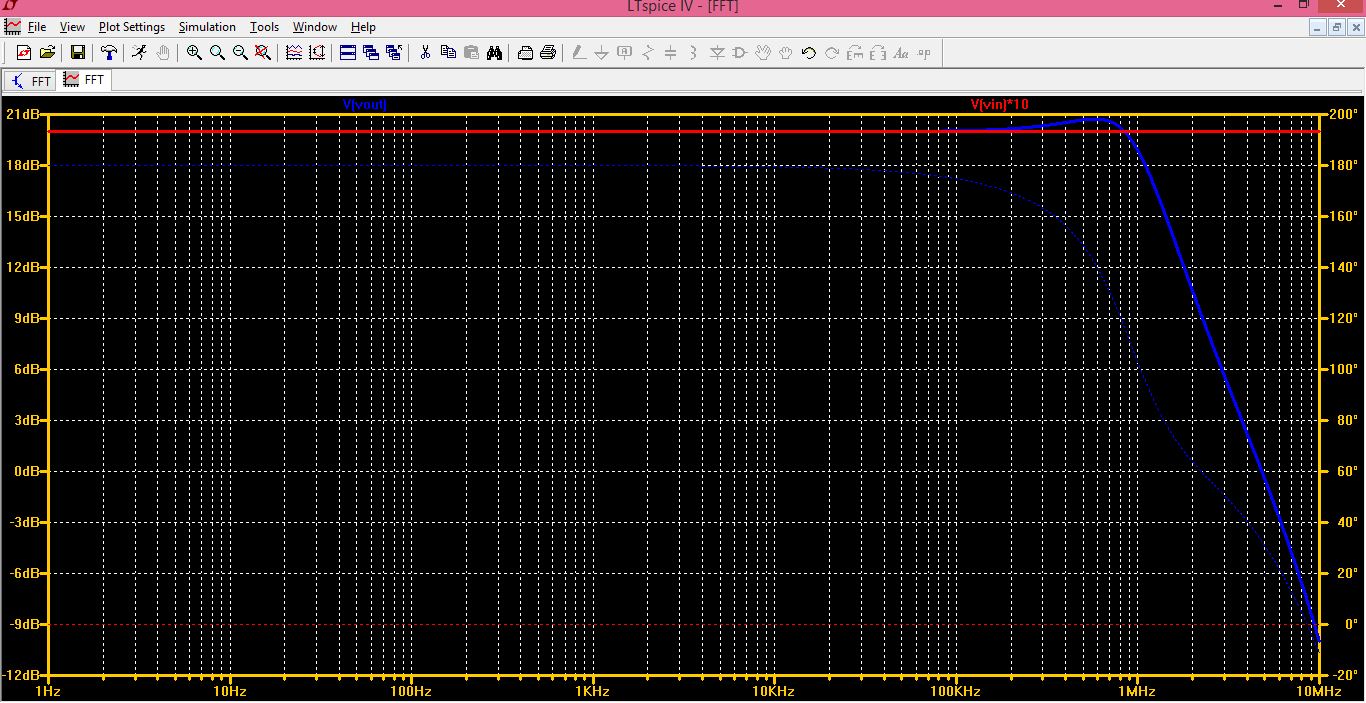 LTspice IV - [FFT]
File View Plot Settings Simulation Tools Window Help
FFT FFT
V(vout) V(vin)*10
21dB 200°
18dB 180°
15dB 160°
12dB 140°
9dB 120°
6dB 100°
3dB 80°
0dB 60°
-3dB 40°
-6dB 20°
-9dB 0°
-12dB -20°
1Hz 10Hz 100Hz 1KHz 10KHz 100KHz 1MHz 10MHz